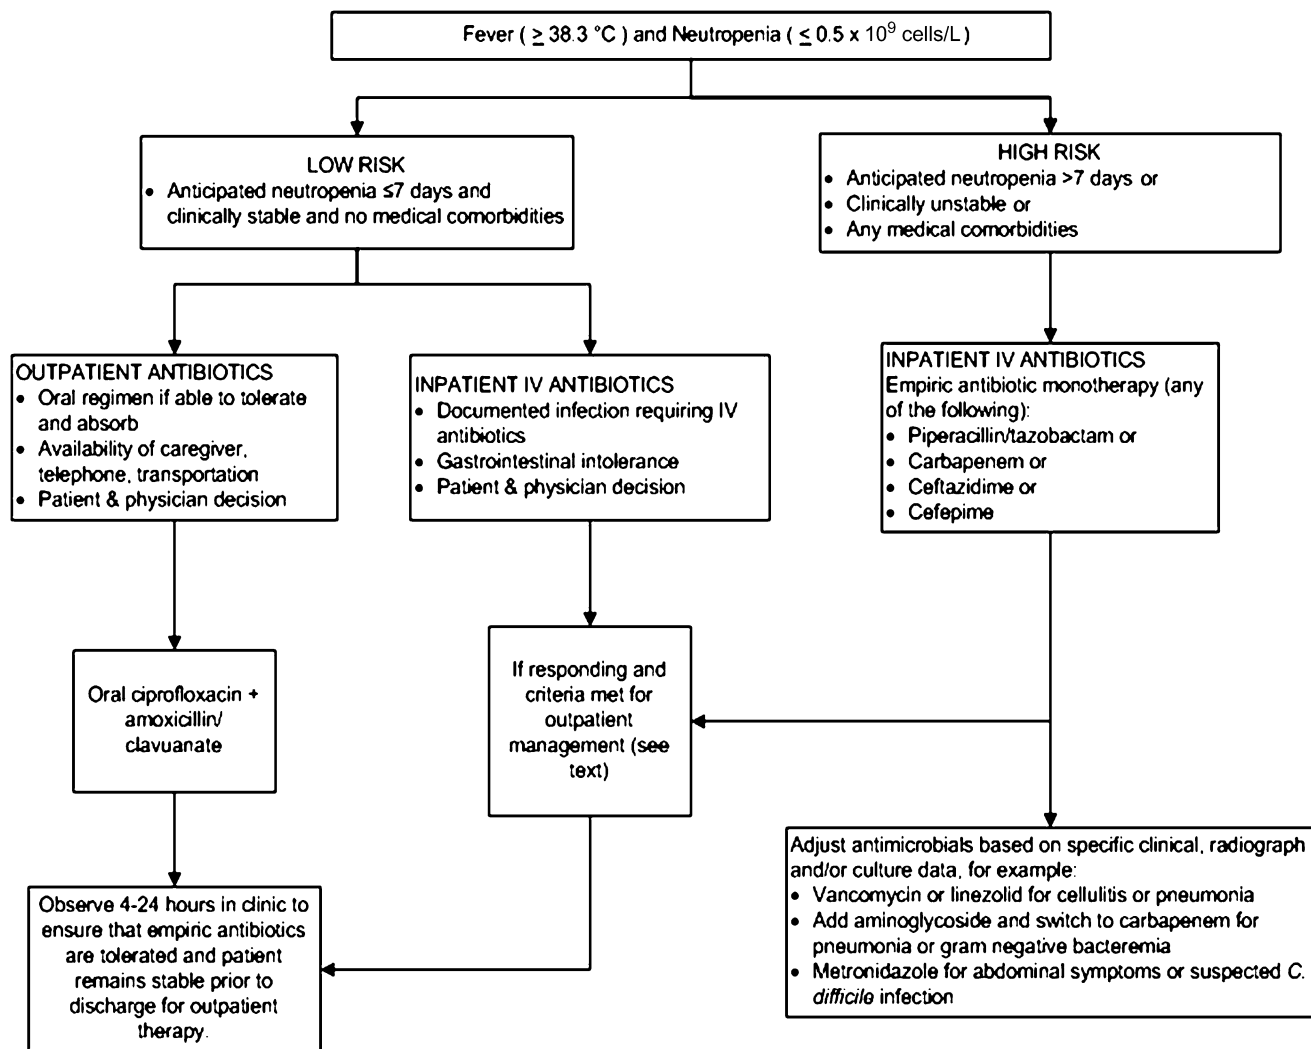 Fever ( ≥ 38.3 °C ) and Neutropenia ( ≤ 0.5 x 10⁹ cells/L)
LOW RISK
• Anticipated neutropenia ≤7 days and
clinically stable and no medical comorbidities
HIGH RISK
• Anticipated neutropenia >7 days or
• Clinically unstable or
• Any medical comorbidities
OUTPATIENT ANTIBIOTICS
• Oral regimen if able to tolerate
and absorb
• Availability of caregiver,
telephone, transportation
• Patient & physician decision
INPATIENT IV ANTIBIOTICS
• Documented infection requiring IV
antibiotics
• Gastrointestinal intolerance
• Patient & physician decision
INPATIENT IV ANTIBIOTICS
Empiric antibiotic monotherapy (any
of the following):
• Piperacillin/tazobactam or
• Carbapenem or
• Ceftazidime or
• Cefepime
Oral ciprofloxacin +
amoxicillin/
clavuanate
If responding and
criteria met for
outpatient
management (see
text)
Observe 4-24 hours in clinic to
ensure that empiric antibiotics
are tolerated and patient
remains stable prior to
discharge for outpatient
therapy.
Adjust antimicrobials based on specific clinical, radiograph
and/or culture data, for example:
• Vancomycin or linezolid for cellulitis or pneumonia
• Add aminoglycoside and switch to carbapenem for
pneumonia or gram negative bacteremia
• Metronidazole for abdominal symptoms or suspected C.
difficile infection